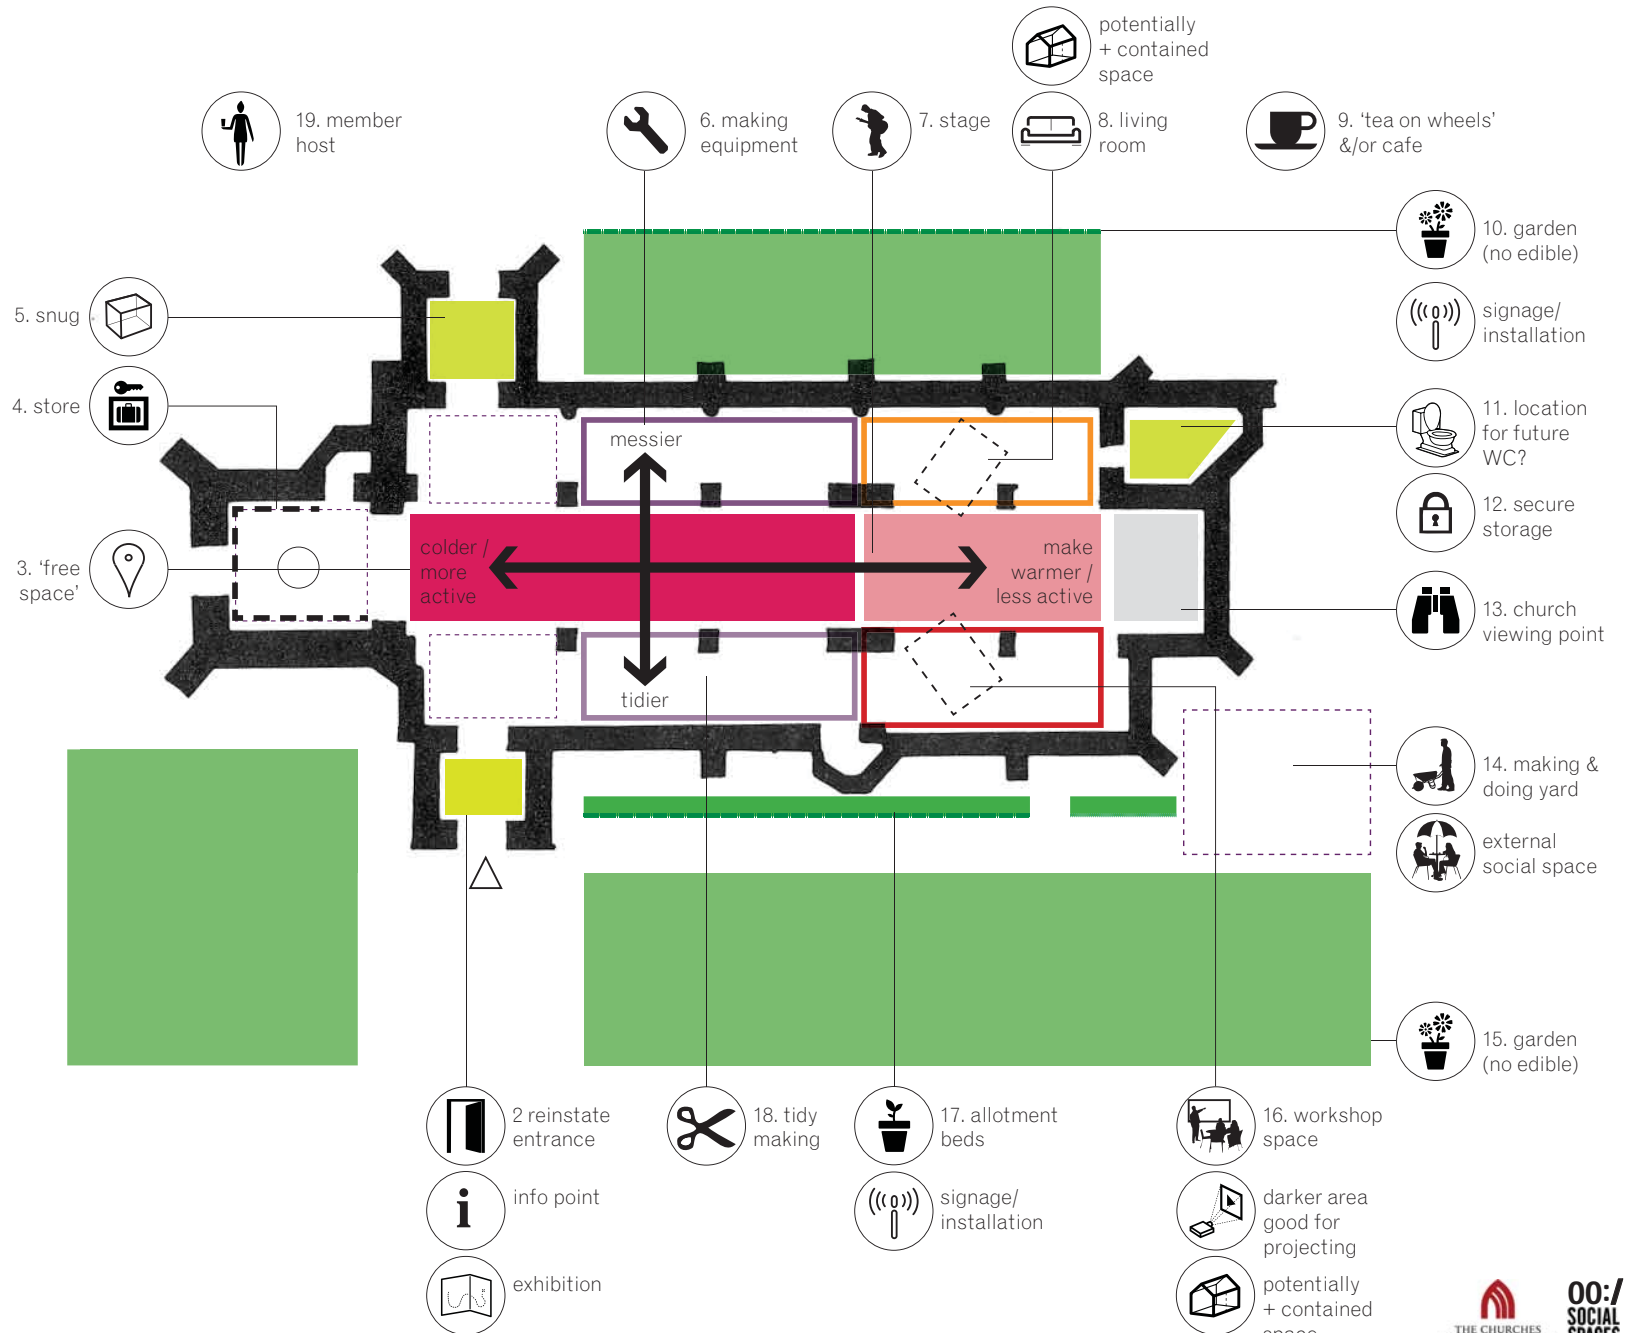 potentially
+ contained
space
19. member
host
6. making
equipment
7. stage
8. living
room
9. ‘tea on wheels’
&/or cafe
10. garden
(no edible)
5. snug
signage/
installation
4. store
11. location
for future
WC?
messier
12. secure
storage
3. ‘free
space’
colder /
more
active
make
warmer /
less active
13. church
viewing point
tidier
14. making &
doing yard
external
social space
15. garden
(no edible)
2 reinstate
entrance
18. tidy
making
17. allotment
beds
16. workshop
space
info point
signage/
installation
darker area
good for
projecting
exhibition
potentially
+ contained
space
THE CHURCHES
00:/
SOCIAL
SPACES